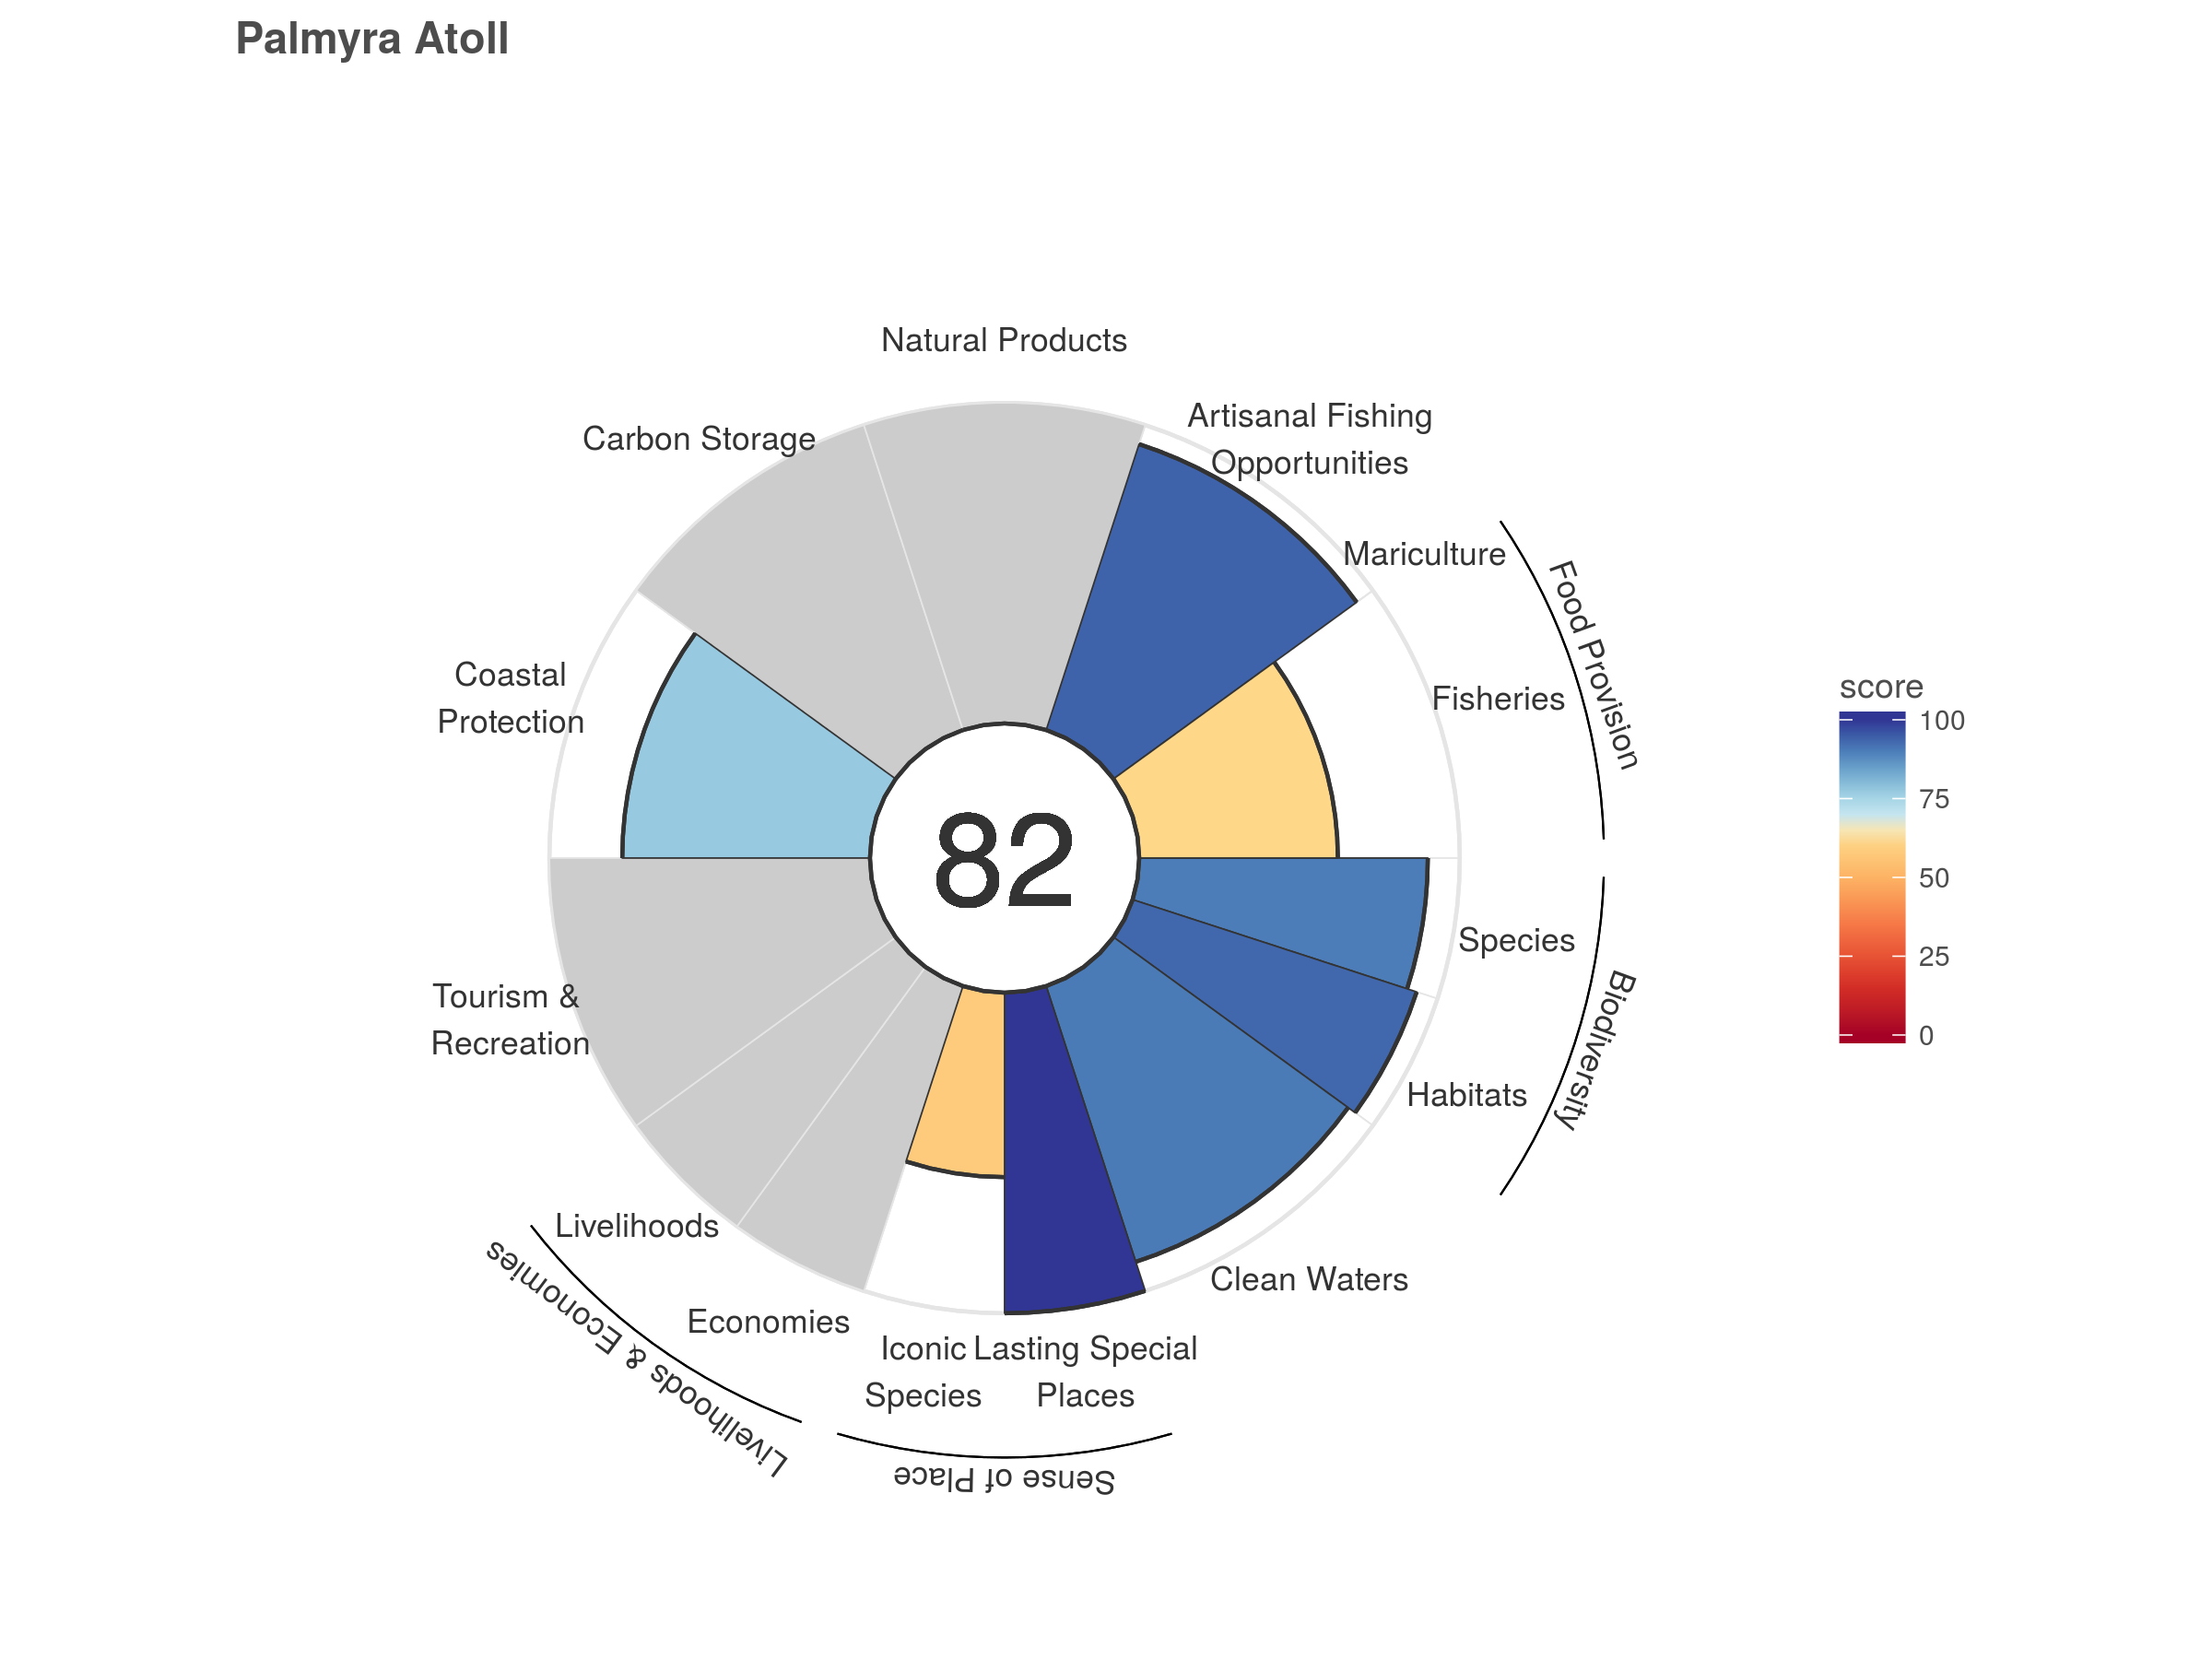 Palmyra Atoll
Natural Products
Artisanal Fishing
Opportunities
Carbon Storage
Mariculture
Food Provision
Fisheries
Coastal
Protection
82
score
100
75
50
25
0
Species
Biodiversity
Habitats
Tourism &
Recreation
Livelihoods
Clean Waters
Economies
Livelihoods & Economies
Iconic
Species
Lasting Special
Places
Sense of Place